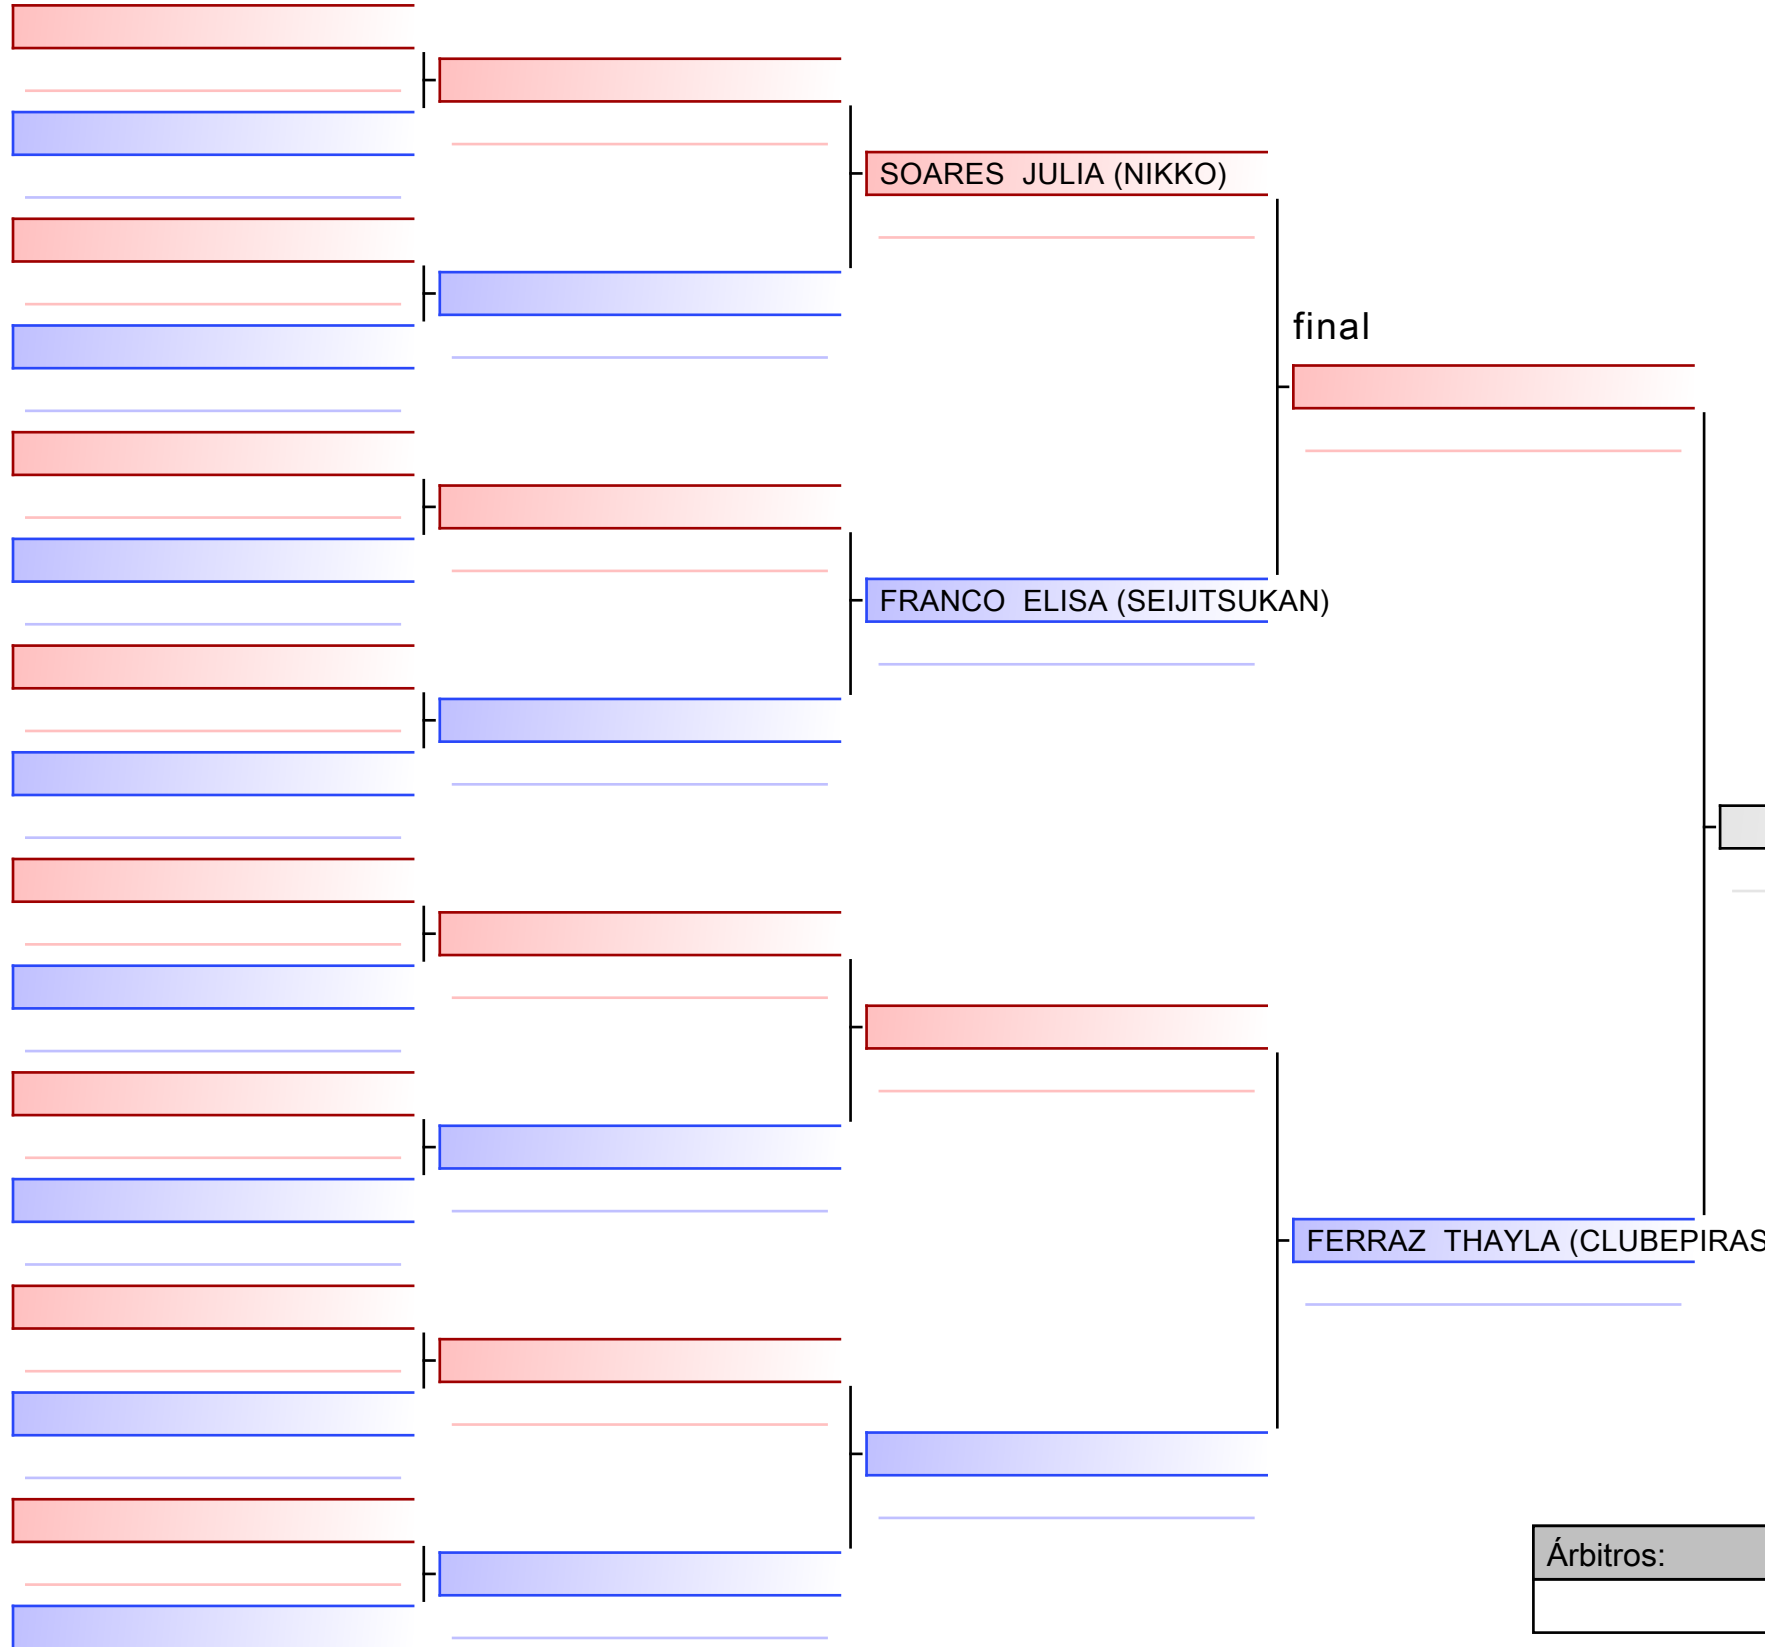 SOARES  JULIA (NIKKO)
final
FRANCO  ELISA (SEIJITSUKAN)
FERRAZ  THAYLA (CLUBEPIRAS
Árbitros: